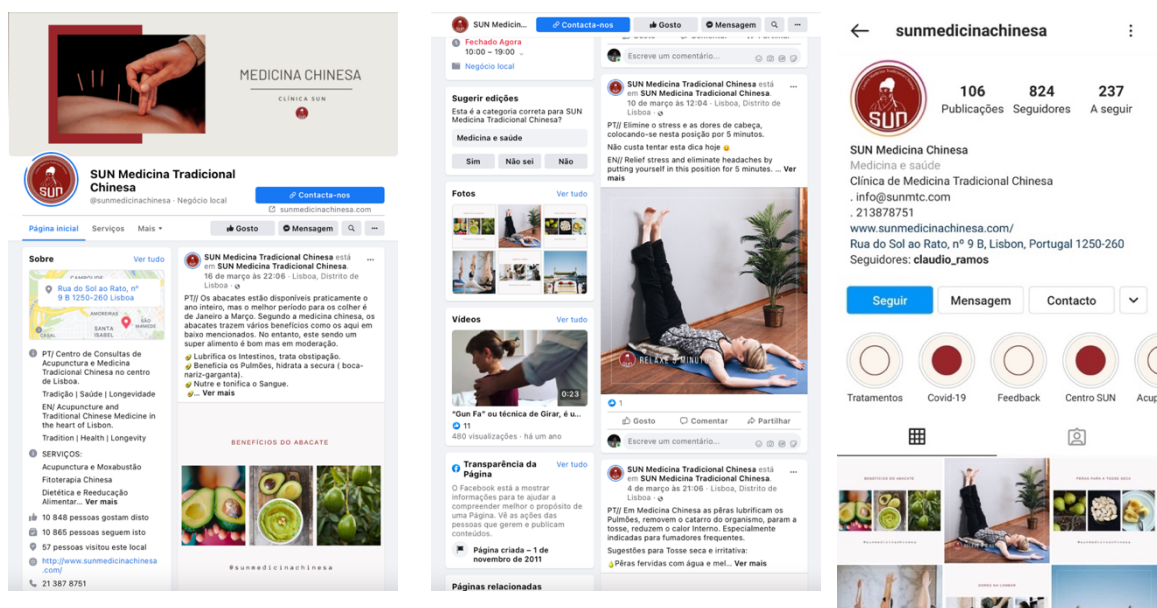 MEDICINA CHINESA
CLÍNICA SUN
SUN
SUN Medicina Tradicional
Chinesa
@sunmedicinachinesa · Negócio local
Contacta-nos
sunmedicinachinesa.com
Página inicial
Serviços
Mais
Gosto
Mensagem
Sobre
Ver tudo
CAMPOLIDE
Rua do Sol ao Rato, nº
9 B 1250-260 Lisboa
AMOREIRAS
SANTA
ISABEL
SÃO
MAMEDE
CASAL
PT/ Centro de Consultas de
Acupunctura e Medicina
Tradicional Chinesa no centro
de Lisboa.
Tradição | Saúde | Longevidade
EN/ Acupuncture and
Traditional Chinese Medicine in
the heart of Lisbon.
Tradition | Health | Longevity
SERVIÇOS:
Acupunctura e Moxabustão
Fitoterapia Chinesa
Dietética e Reeducação
Alimentar... Ver mais
10 848 pessoas gostam disto
10 865 pessoas seguem isto
57 pessoas visitou este local
http://www.sunmedicinachinesa
.com/
21 387 8751
SUN Medicina Tradicional Chinesa está
em SUN Medicina Tradicional Chinesa.
16 de março às 22:06 · Lisboa, Distrito de
Lisboa ·
PT// Os abacates estão disponíveis praticamente o
ano inteiro, mas o melhor período para os colher é
de Janeiro a Março. Segundo a medicina chinesa, os
abacates trazem vários benefícios como os aqui em
baixo mencionados. No entanto, este sendo um
super alimento é bom mas em moderação.
🥑 Lubrifica os Intestinos, trata obstipação.
🥑 Beneficia os Pulmões, hidrata a secura ( boca-
nariz-garganta).
🥑 Nutre e tonifica o Sangue.
🥑... Ver mais
BENEFÍCIOS DO ABACATE
@sunmedicinachinesa
SUN Medicin...
Contacta-nos
Gosto
Mensagem
Fechado Agora
10:00 – 19:00
Negócio local
Sugerir edições
Esta é a categoria correta para SUN
Medicina Tradicional Chinesa?
Medicina e saúde
Sim
Não sei
Não
Fotos
Ver tudo
Vídeos
Ver tudo
0:23
"Gun Fa" ou técnica de Girar, é u...
11
480 visualizações · há um ano
Transparência da
Página
Ver tudo
O Facebook está a mostrar
informações para te ajudar a
compreender melhor o propósito de
uma Página. Vê as ações das
pessoas que gerem e publicam
conteúdos.
Página criada – 1 de
novembro de 2011
Páginas relacionadas
Escreve um comentário...
SUN Medicina Tradicional Chinesa está
em SUN Medicina Tradicional Chinesa.
10 de março às 12:04 · Lisboa, Distrito de
Lisboa ·
PT// Elimine o stress e as dores de cabeça,
colocando-se nesta posição por 5 minutos.
Não custa tentar esta dica hoje
EN// Relief stress and eliminate headaches by
putting yourself in this position for 5 minutes. ... Ver
mais
RELAXE 5 MINUTOS
1
Gosto
Comentar
Partilhar
Escreve um comentário...
SUN Medicina Tradicional Chinesa está
em SUN Medicina Tradicional Chinesa.
4 de março às 21:06 · Lisboa, Distrito de
Lisboa ·
PT// Em Medicina Chinesa as pêras lubrificam os
Pulmões, removem o catarro do organismo, param a
tosse, reduzem o calor Interno. Especialmente
indicadas para fumadores frequentes.
Sugestões para Tosse seca e irritativa:
🍐Pêras fervidas com água e mel... Ver mais
sunmedicinachinesa
SUN
106
824
237
Publicações
Seguidores
A seguir
SUN Medicina Chinesa
Medicina e saúde
Clínica de Medicina Tradicional Chinesa
. info@sunmtc.com
. 213878751
www.sunmedicinachinesa.com/
Rua do Sol ao Rato, nº 9 B, Lisbon, Portugal 1250-260
Seguidores: claudio_ramos
Seguir
Mensagem
Contacto
Tratamentos
Covid-19
Feedback
Centro SUN
Acup
BENEFÍCIOS DO ABACATE
PÊRAS PARA A TOSSE SECA
@sunmedicinachinesa
@sunmedicinachinesa
DORES NA LOMBAR